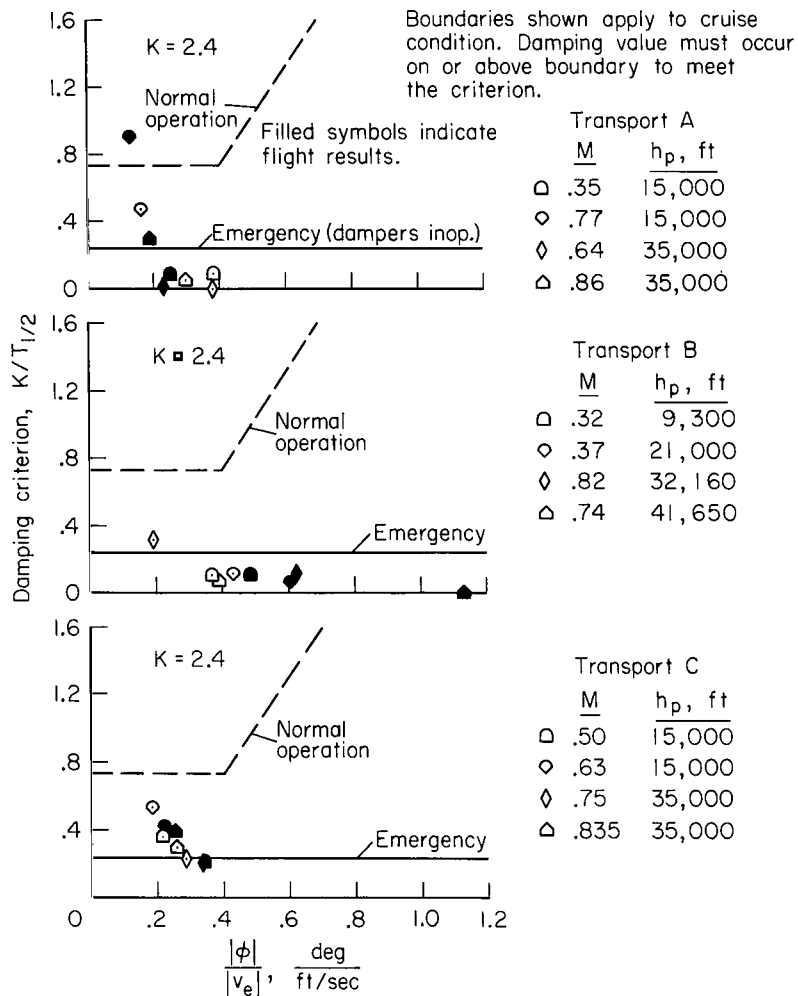 Boundaries shown apply to cruise
condition. Damping value must occur
on or above boundary to meet
the criterion.
1.6
K = 2.4
1.2
Normal
operation
Filled symbols indicate
flight results.
.8
.4
Emergency (dampers inop.)
0
Transport A
M hp, ft
.35 15,000
.77 15,000
.64 35,000
.86 35,000
Damping criterion, K/T1/2
1.6
K = 2.4
1.2
Normal
operation
.8
.4
Emergency
0
Transport B
M hp, ft
.32 9,300
.37 21,000
.82 32,160
.74 41,650
1.6
K = 2.4
1.2
Normal
operation
.8
.4
Emergency
Transport C
M hp, ft
.50 15,000
.63 15,000
.75 35,000
.835 35,000
0 .2 .4 .6 .8 1.0 1.2
|ϕ|/|ve|, deg/ft/sec